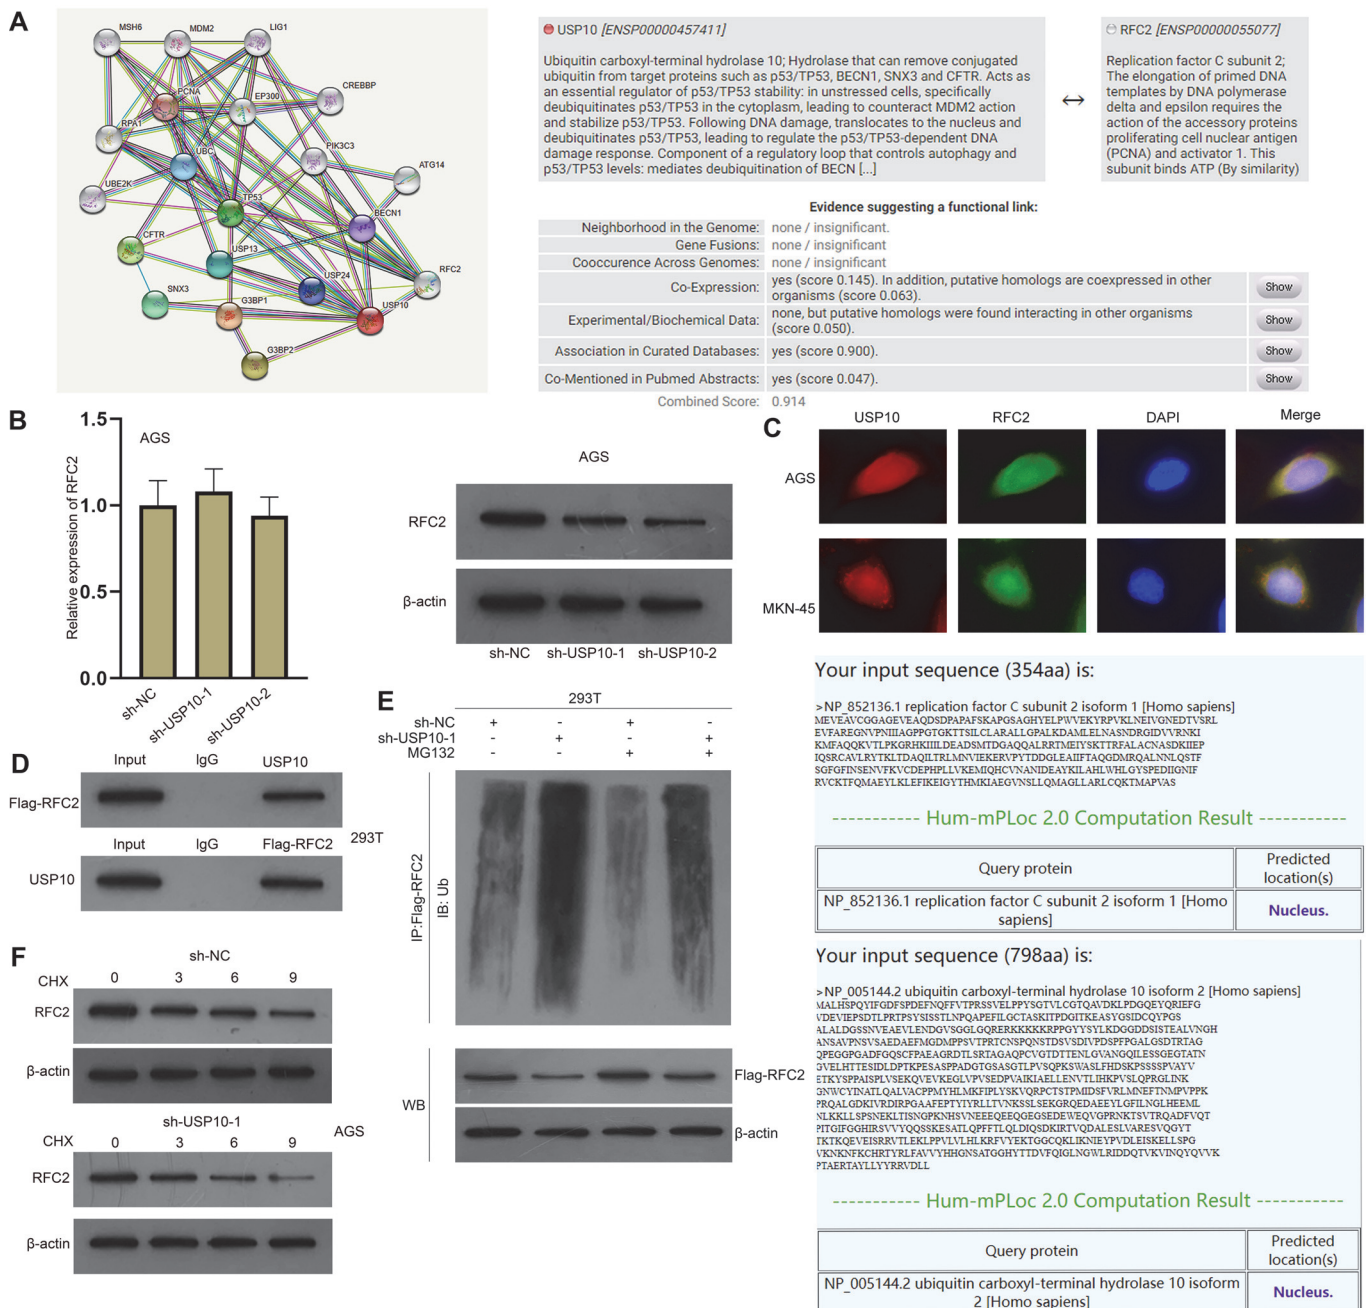 A
MSH6
MDM2
LIG1
PCNA
EP300
CREBBP
RPA1
UBC
PIK3C3
ATG14
UBE2K
TP53
BECN1
CFTR
USP13
USP24
RFC2
SNX3
G3BP1
USP10
G3BP2
USP10 [ENSP00000457411]
Ubiquitin carboxyl-terminal hydrolase 10; Hydrolase that can remove conjugated
ubiquitin from target proteins such as p53/TP53, BECN1, SNX3 and CFTR. Acts as
an essential regulator of p53/TP53 stability: in unstressed cells, specifically
deubiquitinates p53/TP53 in the cytoplasm, leading to counteract MDM2 action
and stabilize p53/TP53. Following DNA damage, translocates to the nucleus and
deubiquitinates p53/TP53, leading to regulate the p53/TP53-dependent DNA
damage response. Component of a regulatory loop that controls autophagy and
p53/TP53 levels: mediates deubiquitination of BECN [...]
↔
RFC2 [ENSP00000055077]
Replication factor C subunit 2;
The elongation of primed DNA
templates by DNA polymerase
delta and epsilon requires the
action of the accessory proteins
proliferating cell nuclear antigen
(PCNA) and activator 1. This
subunit binds ATP (By similarity)
Evidence suggesting a functional link:
Neighborhood in the Genome: none / insignificant.
Gene Fusions: none / insignificant
Cooccurence Across Genomes: none / insignificant
Co-Expression: yes (score 0.145). In addition, putative homologs are coexpressed in other
organisms (score 0.063). Show
Experimental/Biochemical Data: none, but putative homologs were found interacting in other organisms
(score 0.050). Show
Association in Curated Databases: yes (score 0.900). Show
Co-Mentioned in Pubmed Abstracts: yes (score 0.047). Show
Combined Score: 0.914
B
Relative expression of RFC2
1.5
1.0
0.5
0.0
AGS
sh-NC
sh-USP10-1
sh-USP10-2
AGS
RFC2
β-actin
sh-NC sh-USP10-1 sh-USP10-2
C
USP10 RFC2 DAPI Merge
AGS
MKN-45
Your input sequence (354aa) is:
>NP_852136.1 replication factor C subunit 2 isoform 1 [Homo sapiens]
MEVEAVCGGAGEVEAQDSDPAPAFSKAPGSAGHYELPWVEKYRPVKLNEIVGNEDTVSRL
EVFAREGNVPNIIIAGPPGTGKTTSILCLARALLGPALKDAMLELNASNDRGIDVVRNKI
KMFAQQKVTLPKGRHKIIILDEADSMTDGAQQALRRTMEIYSKTTRFALACNASDKIIEP
IQSRCAVLRYTKLTDAQILTRLMNVIEKERVPYTDDGLEAIIFTAQGDMRQALNNLQSTF
SGFGFINSENVFKVCDEPHPLLVKEMIQHCVNANIDEAYKILAHLWHLGYSPEDIIGNIF
RVCKTFQMAEYLKLEFIKEIGYTHMKIAEGVNSLLQMAGLLARLCQKTMAPVAS
----------- Hum-mPLoc 2.0 Computation Result -----------
Query protein Predicted
location(s)
NP_852136.1 replication factor C subunit 2 isoform 1 [Homo
sapiens] Nucleus.
Your input sequence (798aa) is:
>NP_005144.2 ubiquitin carboxyl-terminal hydrolase 10 isoform 2 [Homo sapiens]
MALHSPQYIFGDFSPDEFNQFFVTPRSSVELPPYSGTVLCGTQAVDKLPDGQEYQRIEFG
VDEVIEPSDTLPRTPSYSISSTLNPQAPEFILGCTASKITPDGITKEASYGSIDCQYPGS
ALALDGSSNVEAEVLENDGVSGGLGQRERKKKKKRPPGYYSYLKDGGDDSISTEALVNGH
ANSAVPNSVSAEDAEFMGDMPPSVTPRTCNSPQNSTDSVSDIVPDSPFPGALGSDTRTAG
QPEGGPGADFGQSCFPAEAGRDTLSRTAGAQPCVGTDTTENLGVANGQILESSGEGTATN
GVELHTTESIDLDPTKPESASPPADGTGSASGTLPVSQPKSWASLFHDSKPSSSSPVAYV
ETKYSPPAISPLVSEKQVEVKEGLVPVSEDPVAIKIAELLENVTLIHKPVSLQPRGLINK
GNWCYINATLQALVACPPMYHLMKFIPLYSKVQRPCTSTPMIDSFVRLMNEFTNMPVPPK
PRQALGDKIVRDIRPGAAFEPTYIYRLLTVNKSSLSEKGRQEDAEEYLGFILNGLHEEML
NLKKLLSPSNEKLTISNGPKNHSVNEEEQEEQGEGSEDEWEQVGPRNKTSVTRQADFVQT
PITGIFGGHIRSVVYQQSSKESATLQPFFTLQLDIQSDKIRTVQDALESLVARESVQGYT
TKTKQEVEISRRVTLEKLPPVLVLHLKRFVYEKTGGCQKLIKNIEYPVDLEISKELLSPG
VKNKNFKCHRTYRLFAVVYHHGNSATGGHYTTDVFQIGLNGWLRIDDQTVKVINQYQVVK
PTAERTAYLLYYRRVDLL
----------- Hum-mPLoc 2.0 Computation Result -----------
Query protein Predicted
location(s)
NP_005144.2 ubiquitin carboxyl-terminal hydrolase 10 isoform
2 [Homo sapiens] Nucleus.
D
Input IgG USP10
Flag-RFC2
Input IgG Flag-RFC2
USP10
293T
E
293T
sh-NC + - + -
sh-USP10-1 - + - +
MG132 - - + +
IP:Flag-RFC2
IB: Ub
WB
Flag-RFC2
β-actin
F
sh-NC
CHX 0 3 6 9
RFC2
β-actin
sh-USP10-1
CHX 0 3 6 9
RFC2
β-actin
AGS